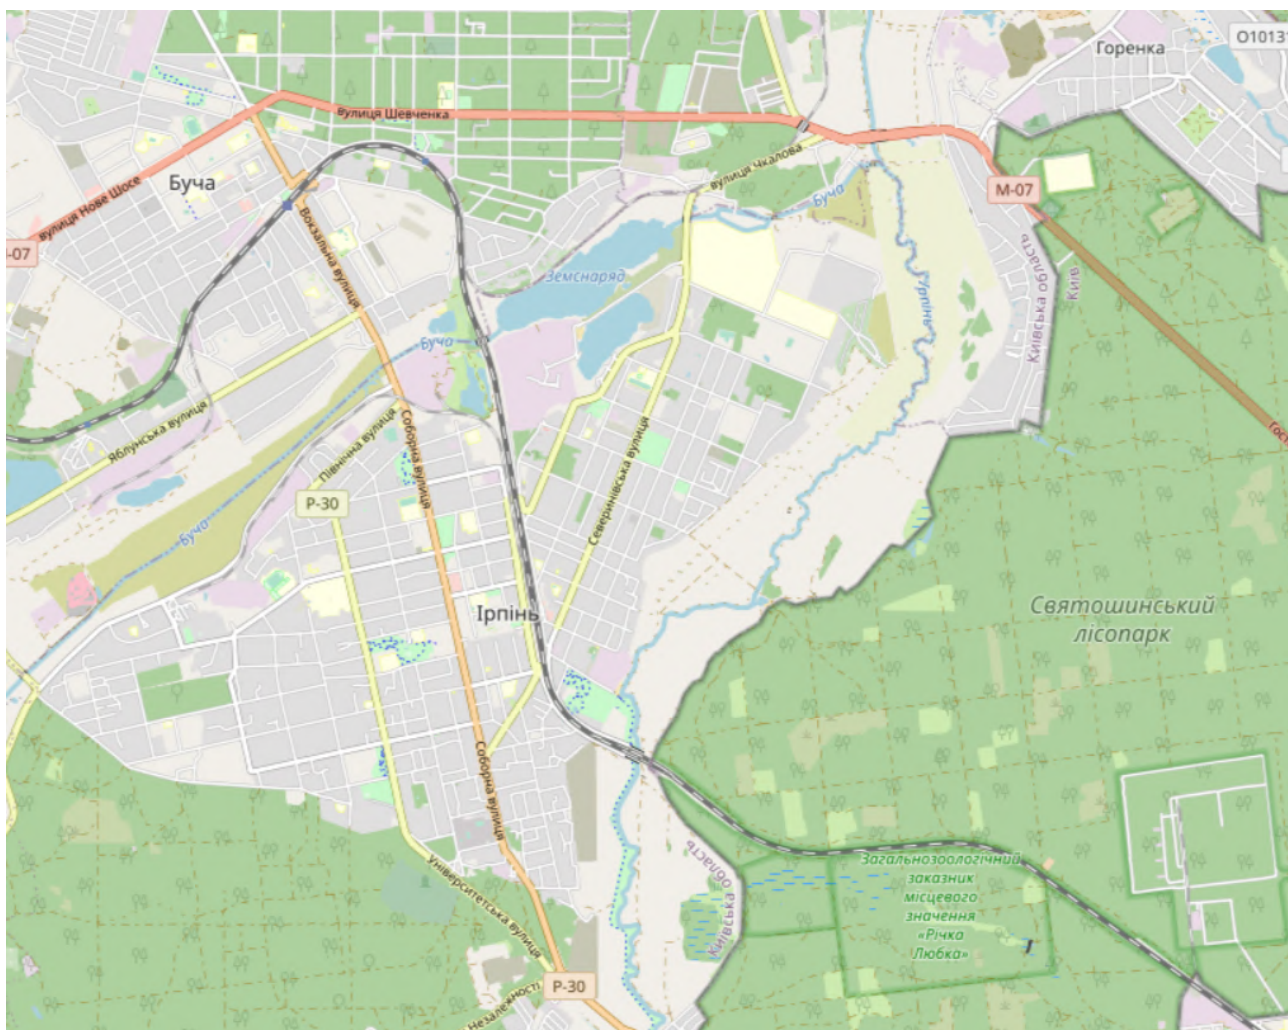 О10131
Горенка
вулиця Шевченка
вулиця Чкалова
Буча
вулиця Нове Шосе
М-07
Буча
-07
Вокзальна вулиця
Земснаряд
Ірпінь
Київська область
Київ
Буча
Яблунська вулиця
Північна вулиця
Соборна вулиця
Северинівська вулиця
Р-30
Буча
Ірпінь
Святошинський
лісопарк
Соборна вулиця
Університетська вулиця
Київська область
Загальнозоологічний
заказник
місцевого
значення
«Річка
Любка»
Р-30
Незалежності